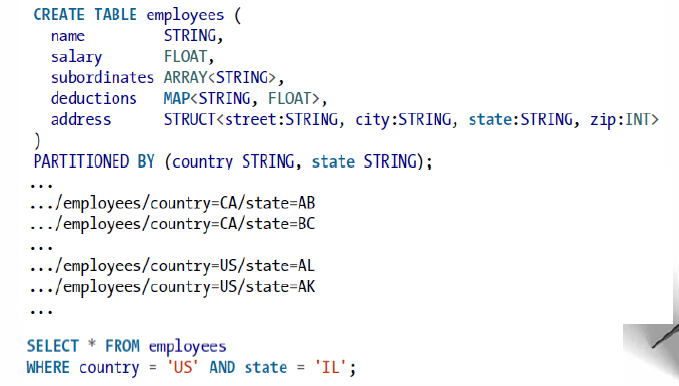 CREATE TABLE employees (
  name         STRING,
  salary       FLOAT,
  subordinates ARRAY<STRING>,
  deductions   MAP<STRING, FLOAT>,
  address      STRUCT<street:STRING, city:STRING, state:STRING, zip:INT>
)
PARTITIONED BY (country STRING, state STRING);
...
.../employees/country=CA/state=AB
.../employees/country=CA/state=BC
...
.../employees/country=US/state=AL
.../employees/country=US/state=AK
...
SELECT * FROM employees
WHERE country = 'US' AND state = 'IL';